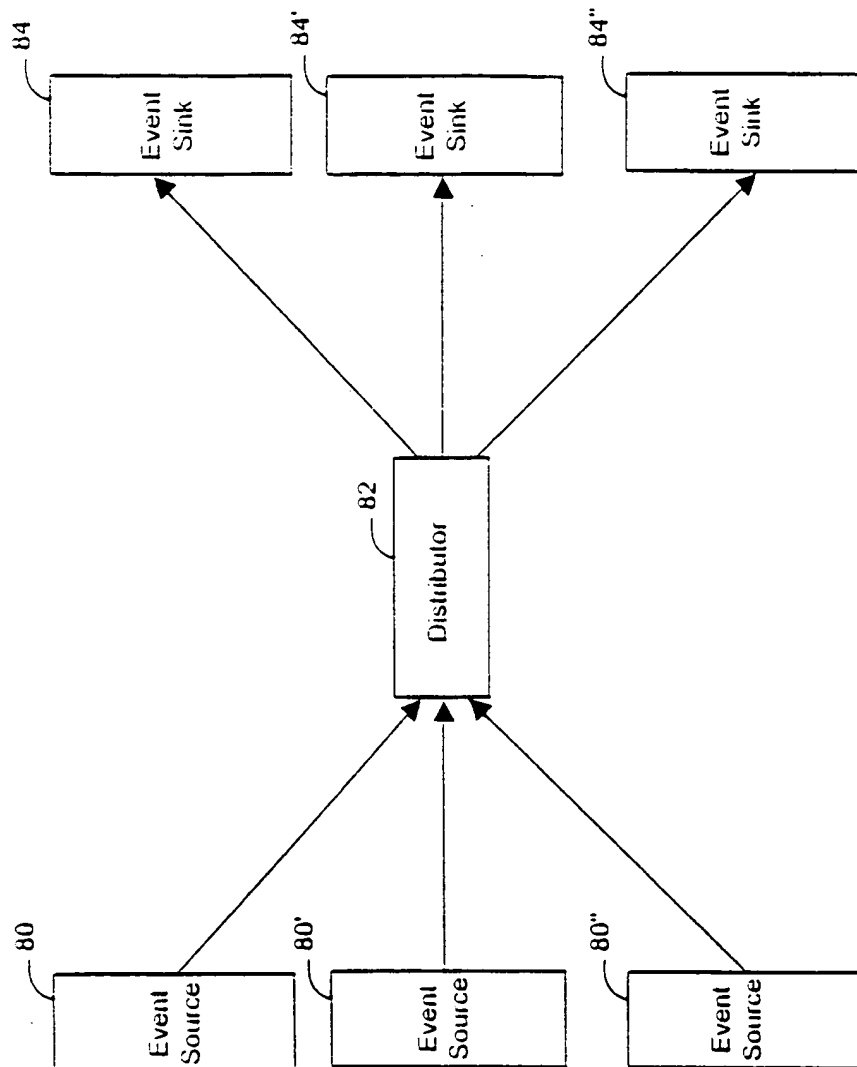 80
Event
Source
80'
Event
Source
80"
Event
Source
82
Distributor
84
Event
Sink
84'
Event
Sink
84"
Event
Sink